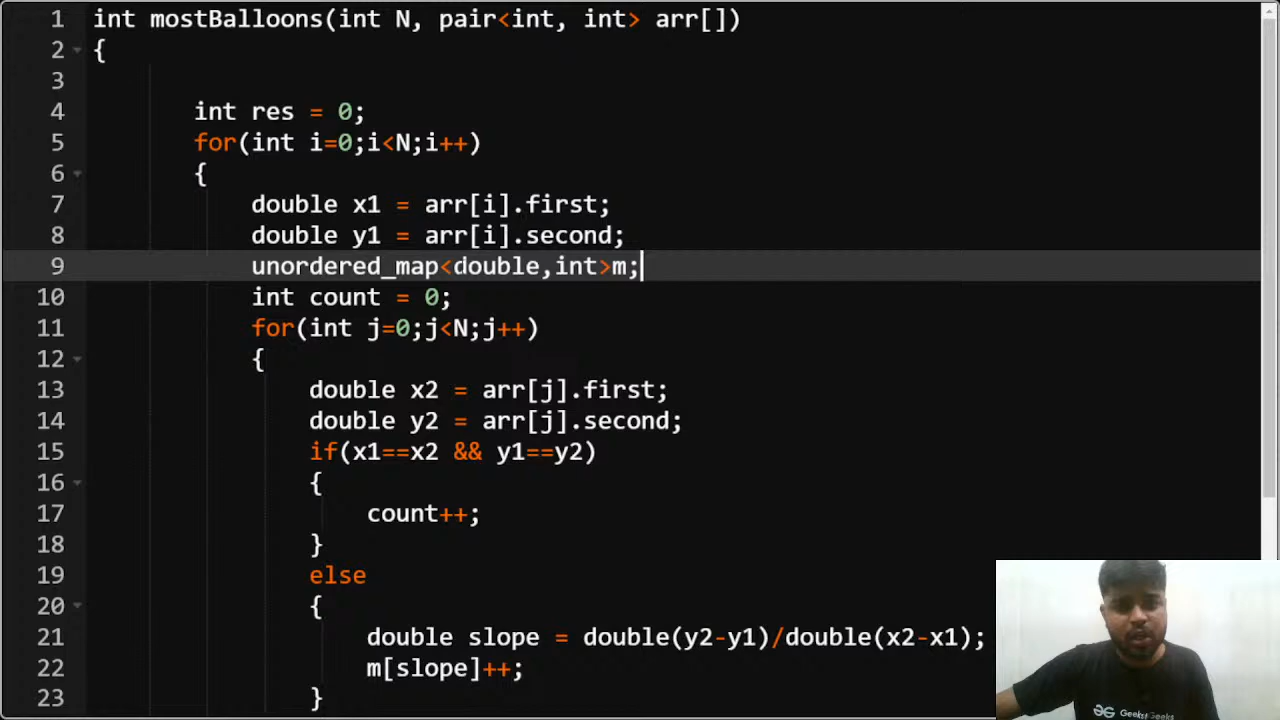 1 int mostBalloons(int N, pair<int, int> arr[])
2 {
3
4 int res = 0;
5 for(int i=0;i<N;i++)
6 {
7 double x1 = arr[i].first;
8 double y1 = arr[i].second;
9 unordered_map<double,int>m;
10 int count = 0;
11 for(int j=0;j<N;j++)
12 {
13 double x2 = arr[j].first;
14 double y2 = arr[j].second;
15 if(x1==x2 && y1==y2)
16 {
17 count++;
18 }
19 else
20 {
21 double slope = double(y2-y1)/double(x2-x1);
22 m[slope]++;
23 }